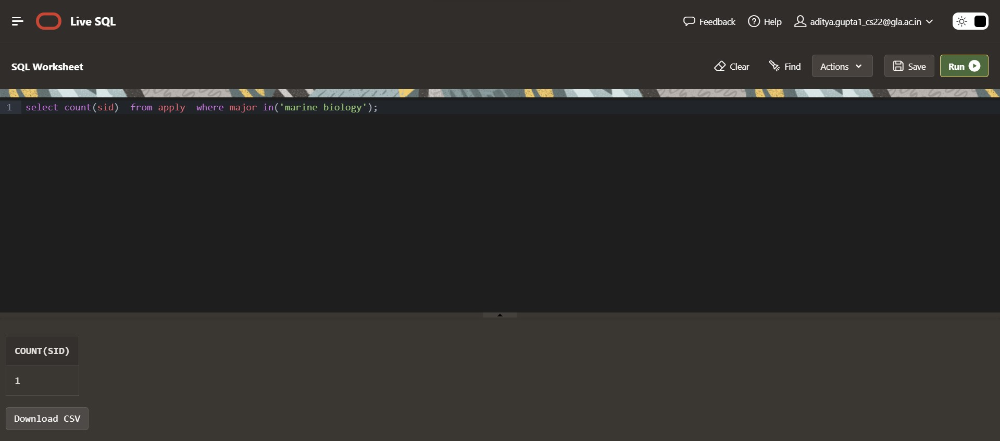 Live SQL
Feedback Help aditya.gupta1_cs22@gla.ac.in
SQL Worksheet
Clear Find Actions Save Run
1 select count(sid)  from apply  where major in('marine biology');
COUNT(SID)
1
Download CSV